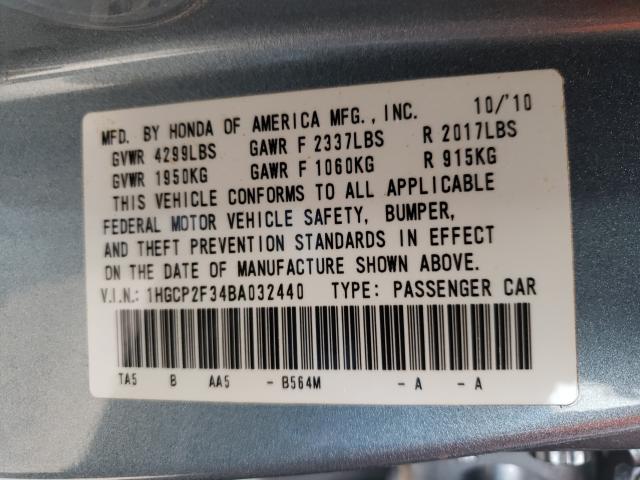 MFD. BY HONDA OF AMERICA MFG., INC. 10/'10
GVWR 4299LBS GAWR F 2337LBS R 2017LBS
GVWR 1950KG GAWR F 1060KG R 915KG
THIS VEHICLE CONFORMS TO ALL APPLICABLE
FEDERAL MOTOR VEHICLE SAFETY, BUMPER,
AND THEFT PREVENTION STANDARDS IN EFFECT
ON THE DATE OF MANUFACTURE SHOWN ABOVE.
V.I.N.: 1HGCP2F34BA032440 TYPE: PASSENGER CAR
TA5 B AA5 - B564M - A - A